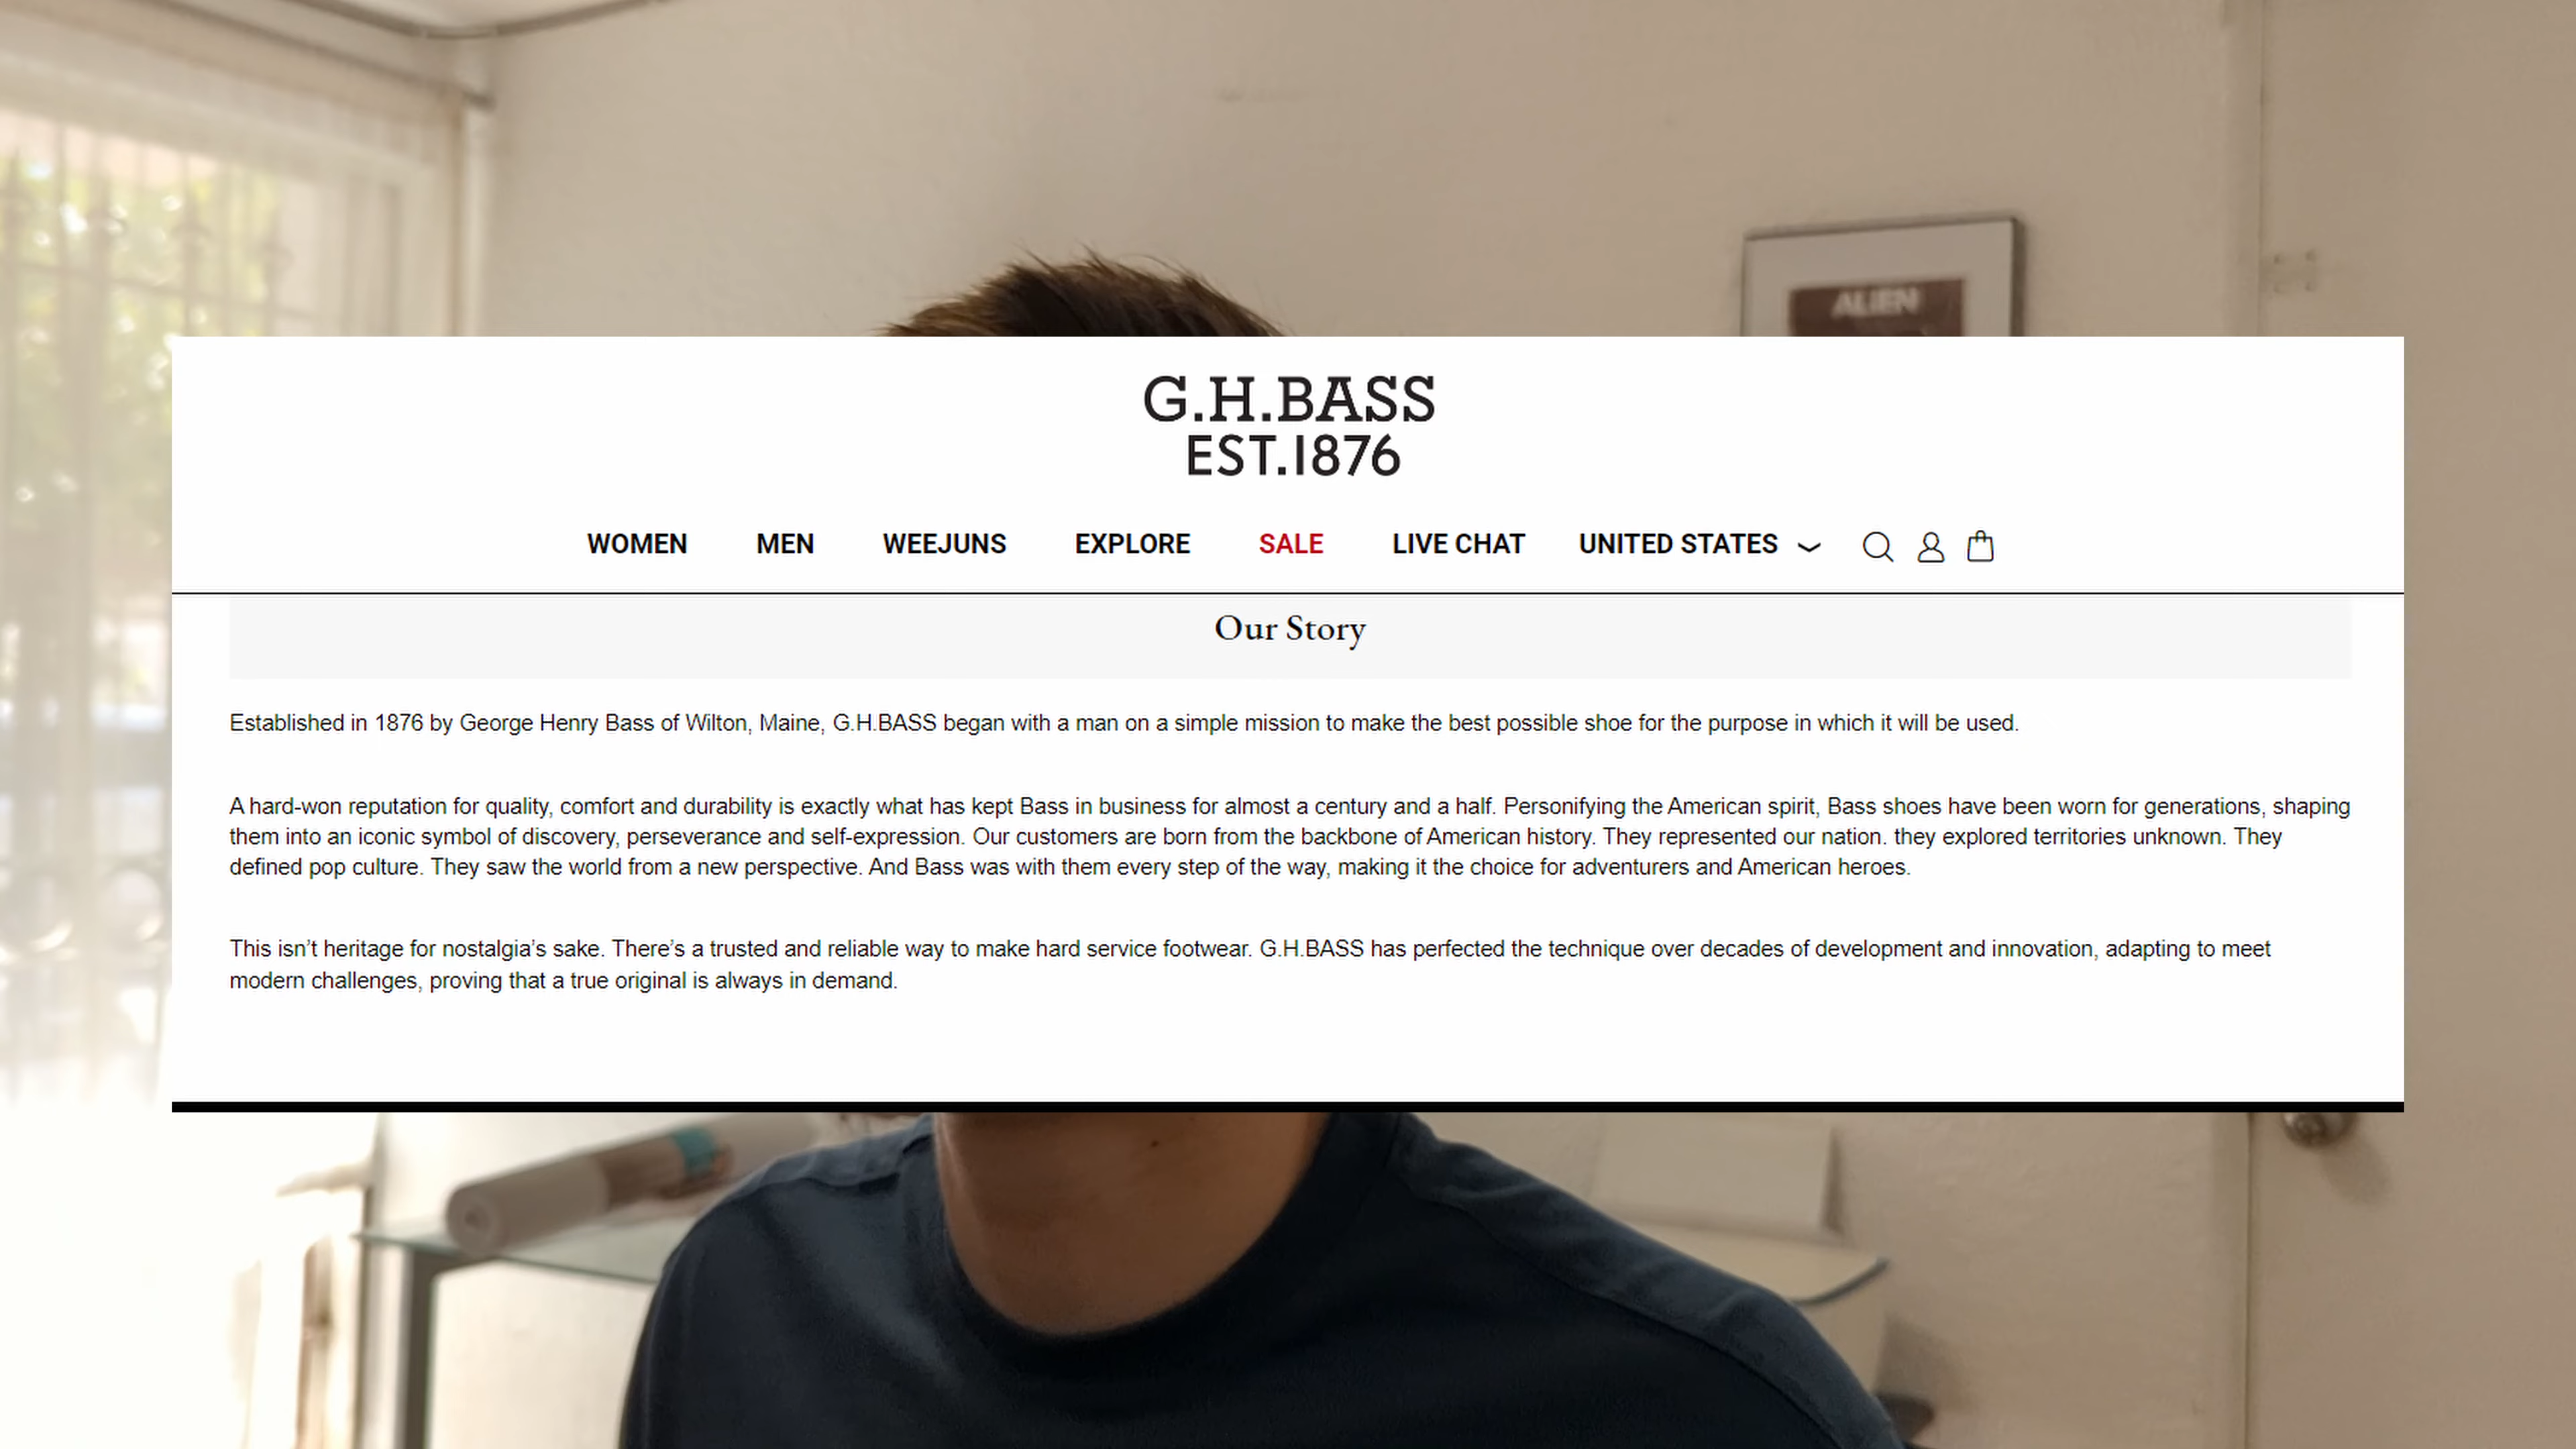 ALIEN
G.H.BASS
EST.1876
WOMEN MEN WEEJUNS EXPLORE SALE LIVE CHAT UNITED STATES
Our Story
Established in 1876 by George Henry Bass of Wilton, Maine, G.H.BASS began with a man on a simple mission to make the best possible shoe for the purpose in which it will be used.
A hard-won reputation for quality, comfort and durability is exactly what has kept Bass in business for almost a century and a half. Personifying the American spirit, Bass shoes have been worn for generations, shaping
them into an iconic symbol of discovery, perseverance and self-expression. Our customers are born from the backbone of American history. They represented our nation. they explored territories unknown. They
defined pop culture. They saw the world from a new perspective. And Bass was with them every step of the way, making it the choice for adventurers and American heroes.
This isn’t heritage for nostalgia’s sake. There’s a trusted and reliable way to make hard service footwear. G.H.BASS has perfected the technique over decades of development and innovation, adapting to meet
modern challenges, proving that a true original is always in demand.